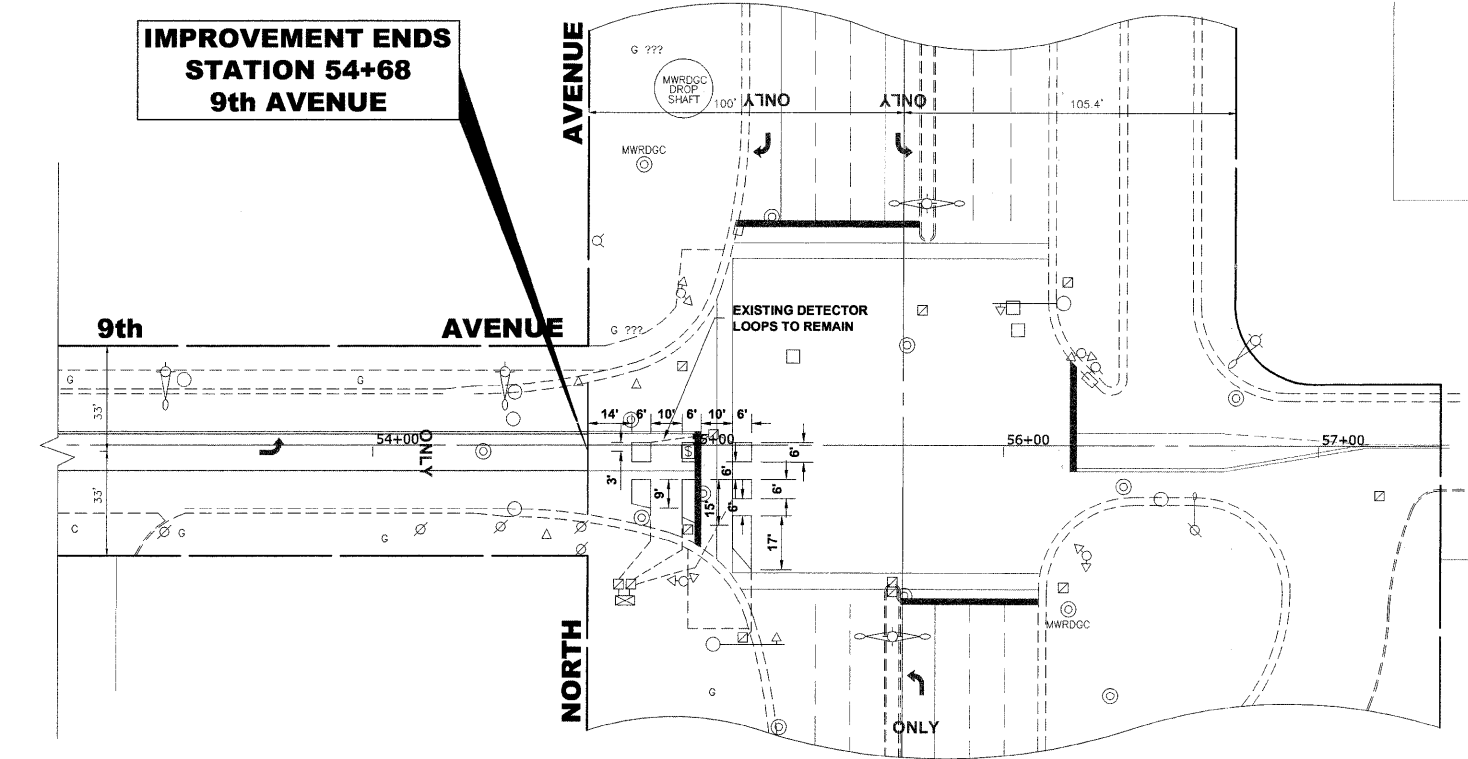 IMPROVEMENT ENDS
STATION 54+68
9th AVENUE
AVENUE
G ???
MWRDGC
DROP
SHAFT
100'
ONLY
ONLY
105.4'
MWRDGC
9th AVENUE
G ???
EXISTING DETECTOR
LOOPS TO REMAIN
G
G
33'
14' 6' 10' 6' 10' 6'
54+00
ONLY
S
5+00
56+00
57+00
3'
6'
6'
33'
9'
15'
6'
6'
17'
C
G
G
MWRDGC
NORTH
G
ONLY